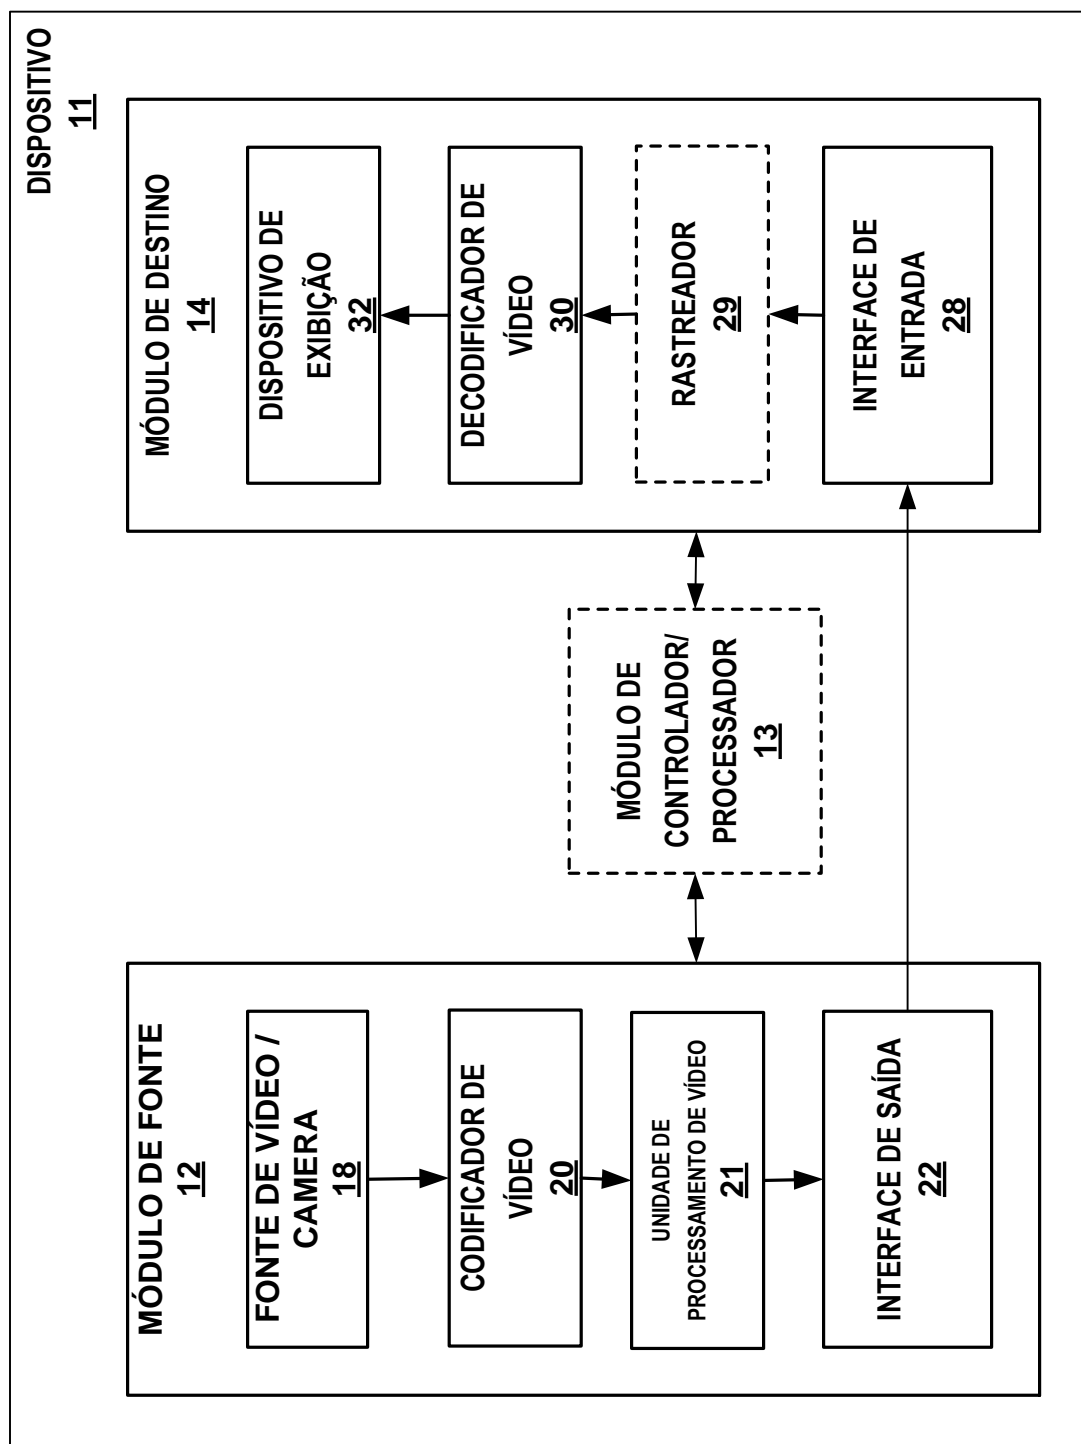 DISPOSITIVO
11
MÓDULO DE FONTE
12
FONTE DE VÍDEO /
CAMERA
18
CODIFICADOR DE
VÍDEO
20
UNIDADE DE
PROCESSAMENTO DE VÍDEO
21
INTERFACE DE SAÍDA
22
MÓDULO DE
CONTROLADOR/
PROCESSADOR
13
MÓDULO DE DESTINO
14
DISPOSITIVO DE
EXIBIÇÃO
32
DECODIFICADOR DE
VÍDEO
30
RASTREADOR
29
INTERFACE DE
ENTRADA
28